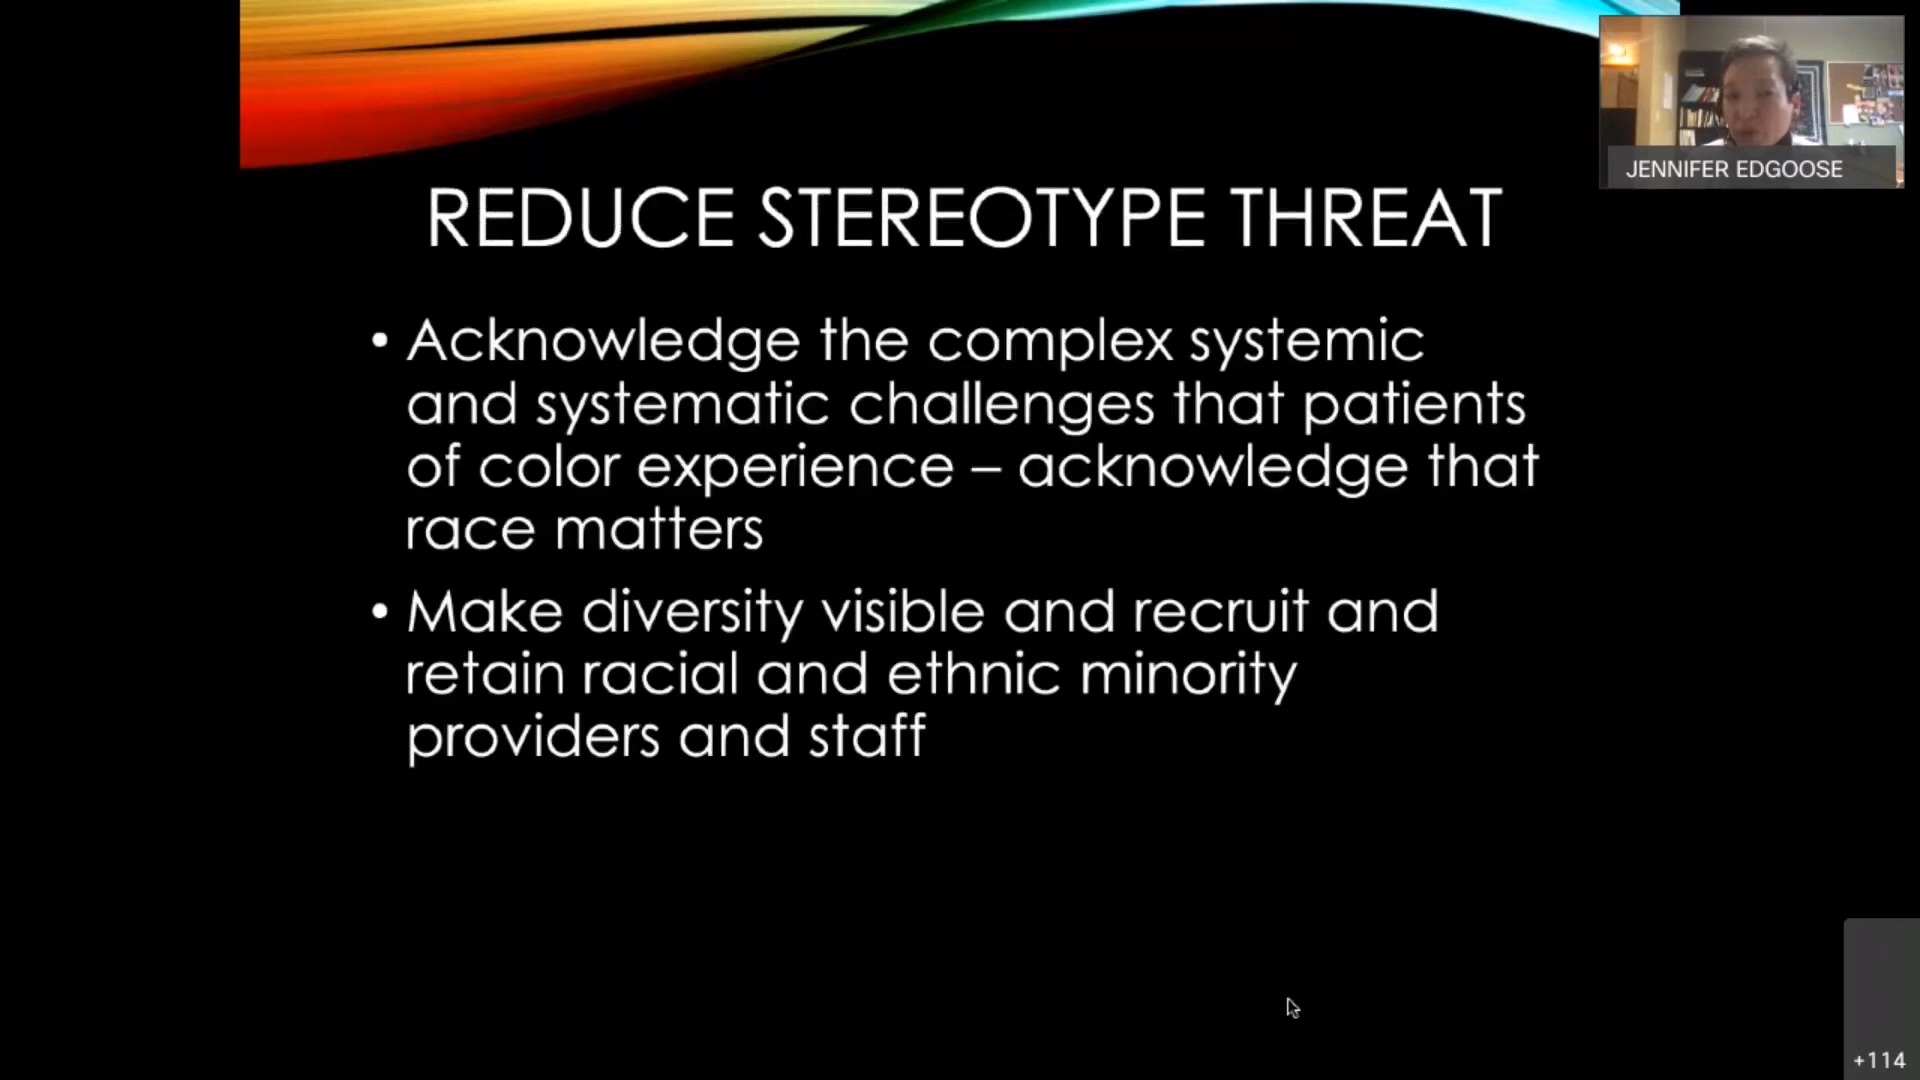 JENNIFER EDGOOSE
REDUCE STEREOTYPE THREAT
• Acknowledge the complex systemic
and systematic challenges that patients
of color experience – acknowledge that
race matters
• Make diversity visible and recruit and
retain racial and ethnic minority
providers and staff
+114